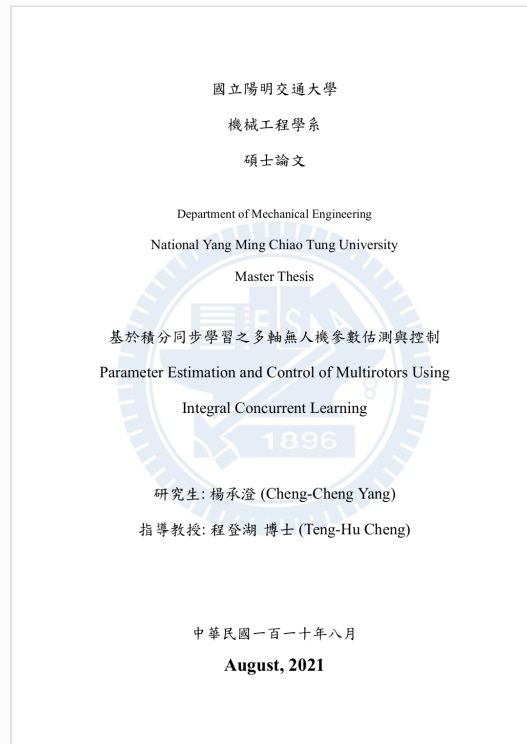 國立陽明交通大學
機械工程學系
碩士論文
Department of Mechanical Engineering
National Yang Ming Chiao Tung University
Master Thesis
基於積分同步學習之多軸無人機參數估測與控制
Parameter Estimation and Control of Multirotors Using
Integral Concurrent Learning
1896
研究生: 楊承澄 (Cheng-Cheng Yang)
指導教授: 程登湖 博士 (Teng-Hu Cheng)
中華民國一百一十年八月
August, 2021